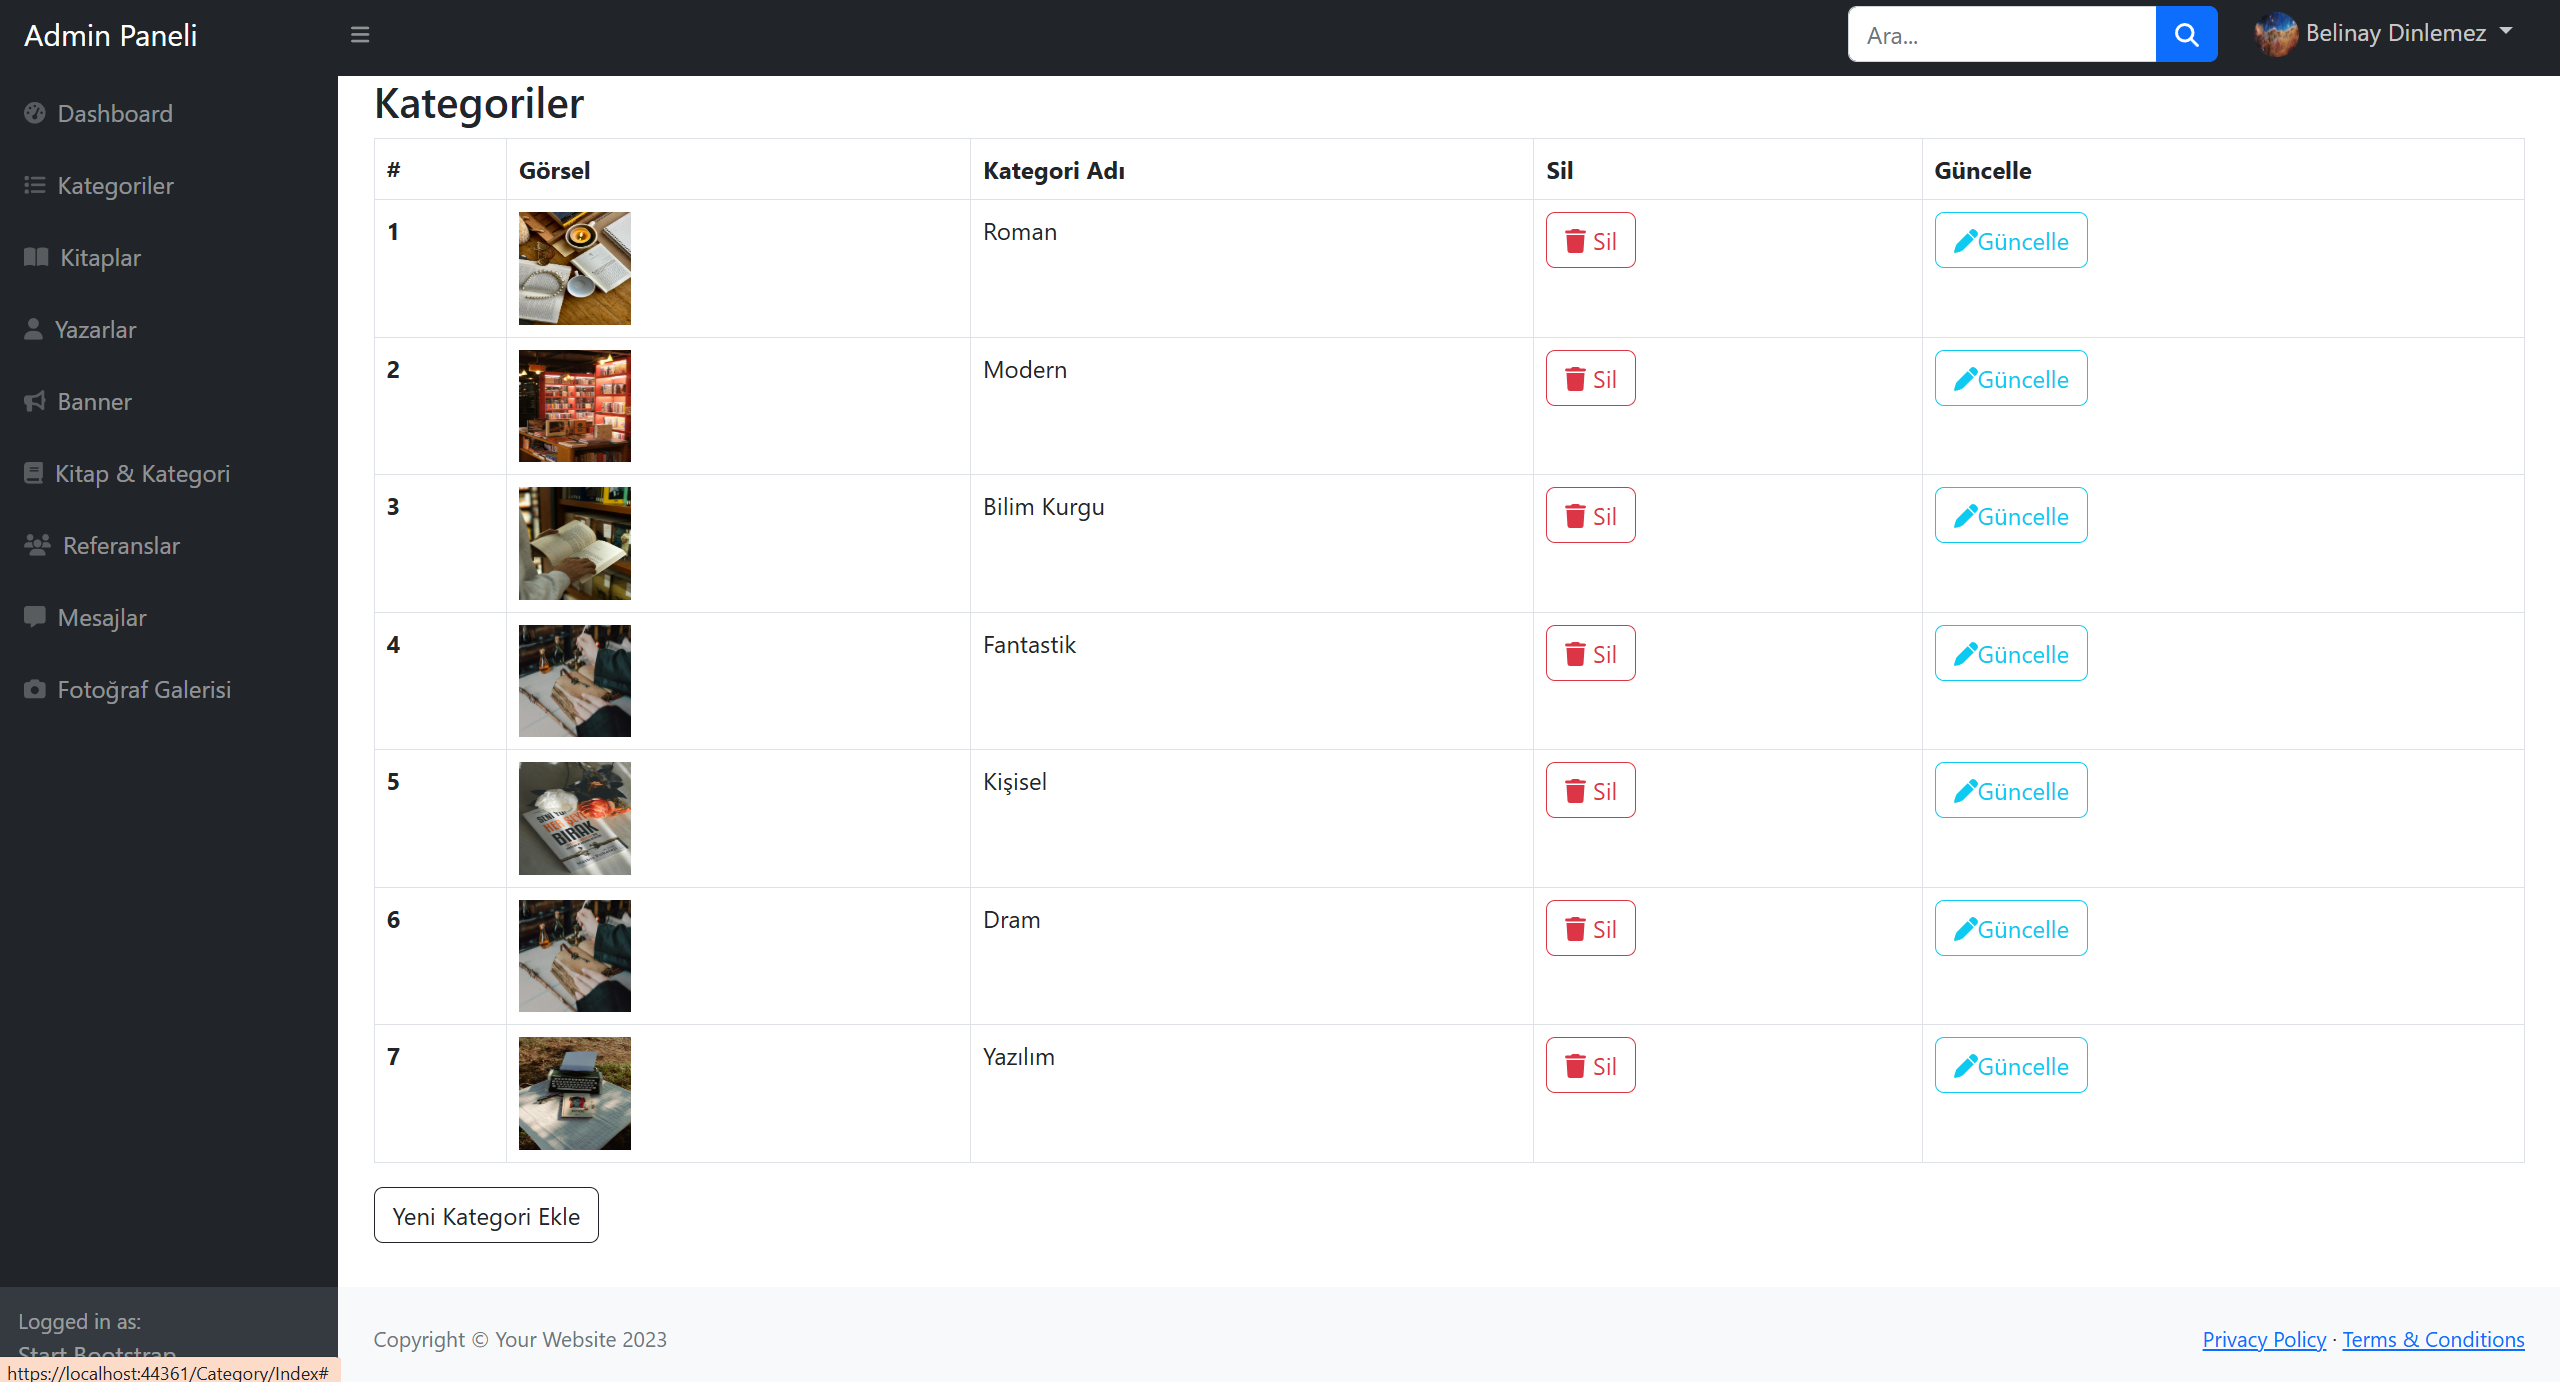 Admin Paneli
Ara...
Belinay Dinlemez
Dashboard
Kategoriler
Kitaplar
Yazarlar
Banner
Kitap & Kategori
Referanslar
Mesajlar
Fotoğraf Galerisi
Logged in as:
Start Bootstrap
https://localhost:44361/Category/Index#
Kategoriler
# Görsel Kategori Adı Sil Güncelle
1 Roman Sil Güncelle
2 Modern Sil Güncelle
3 Bilim Kurgu Sil Güncelle
4 Fantastik Sil Güncelle
5 Kişisel Sil Güncelle
BIRAK
6 Dram Sil Güncelle
7 Yazılım Sil Güncelle
Yeni Kategori Ekle
Copyright © Your Website 2023
Privacy Policy · Terms & Conditions